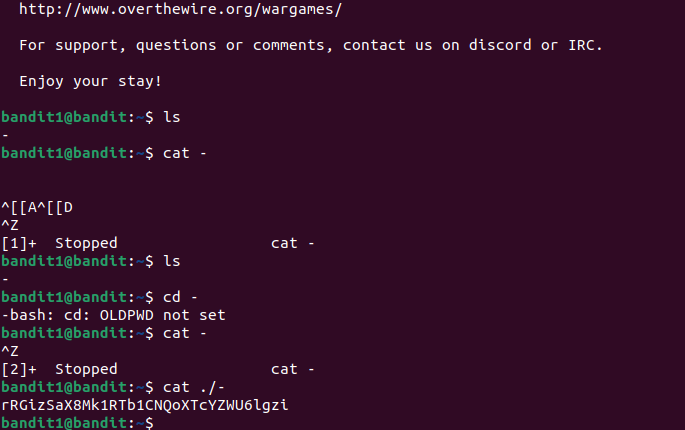 http://www.overthewire.org/wargames/
For support, questions or comments, contact us on discord or IRC.
Enjoy your stay!
bandit1@bandit:~$ ls
-
bandit1@bandit:~$ cat -
^[[A^[[D
^Z
[1]+  Stopped                 cat -
bandit1@bandit:~$ ls
-
bandit1@bandit:~$ cd -
-bash: cd: OLDPWD not set
bandit1@bandit:~$ cat -
^Z
[2]+  Stopped                 cat -
bandit1@bandit:~$ cat ./-
rRGizSaX8Mk1RTb1CNQoXTcYZWU6lgzi
bandit1@bandit:~$